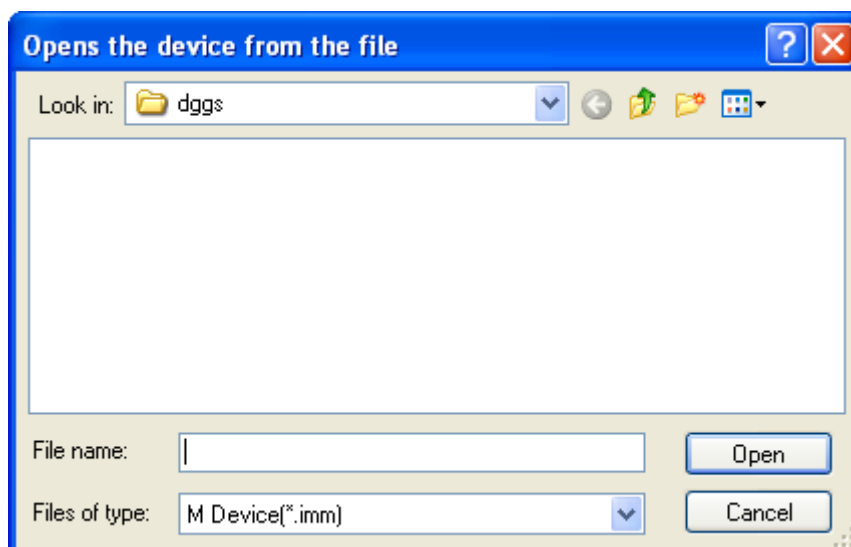 Opens the device from the file
Look in: dggs
File name:
Open
Files of type: M Device(*.imm)
Cancel